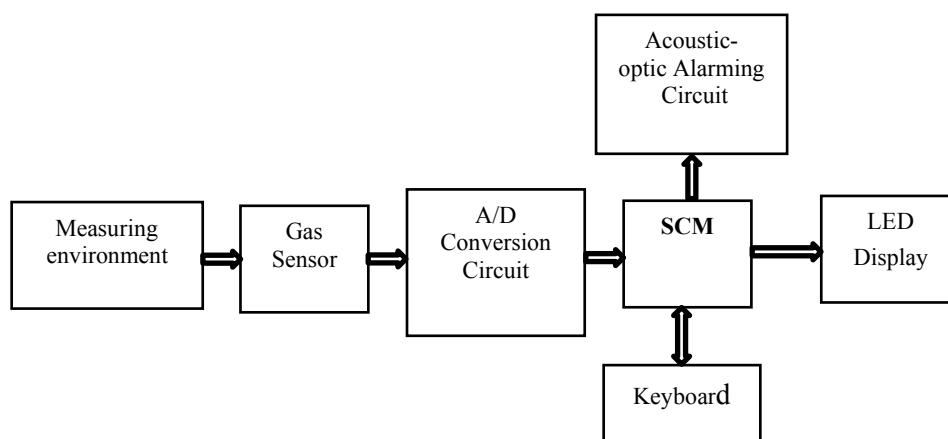 Acoustic-
optic Alarming
Circuit
Measuring
environment
Gas
Sensor
A/D
Conversion
Circuit
SCM
LED
Display
Keyboard